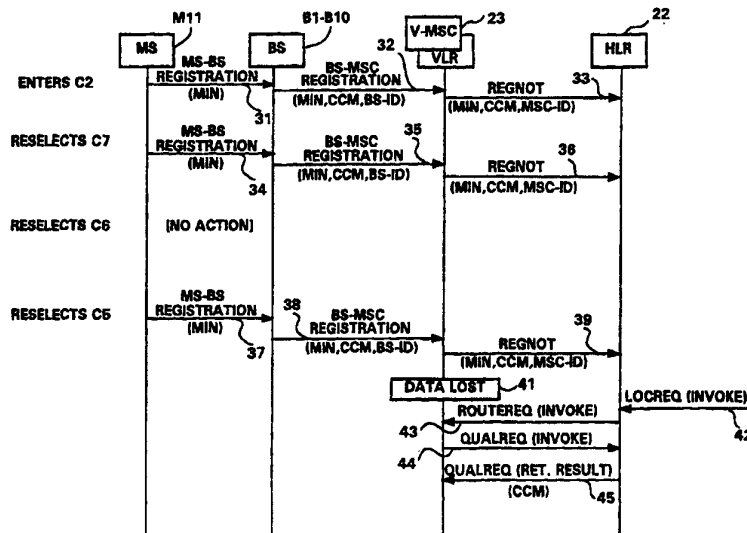 M11
B1-B10
23
22
MS
BS
V-MSC
VLR
HLR
ENTERS C2
MS-BS
REGISTRATION
(MIN)
31
BS-MSC
REGISTRATION
(MIN,CCM,BS-ID)
32
REGNOT
(MIN,CCM,MSC-ID)
33
RESELECTS C7
MS-BS
REGISTRATION
(MIN)
34
BS-MSC
REGISTRATION
(MIN,CCM,BS-ID)
35
REGNOT
(MIN,CCM,MSC-ID)
36
RESELECTS C6
[NO ACTION]
RESELECTS C5
MS-BS
REGISTRATION
(MIN)
37
38
BS-MSC
REGISTRATION
(MIN,CCM,BS-ID)
REGNOT
(MIN,CCM,MSC-ID)
39
DATA LOST
41
LOCREQ (INVOKE)
42
ROUTEREQ (INVOKE)
43
QUALREQ (INVOKE)
44
QUALREQ (RET. RESULT)
(CCM)
45